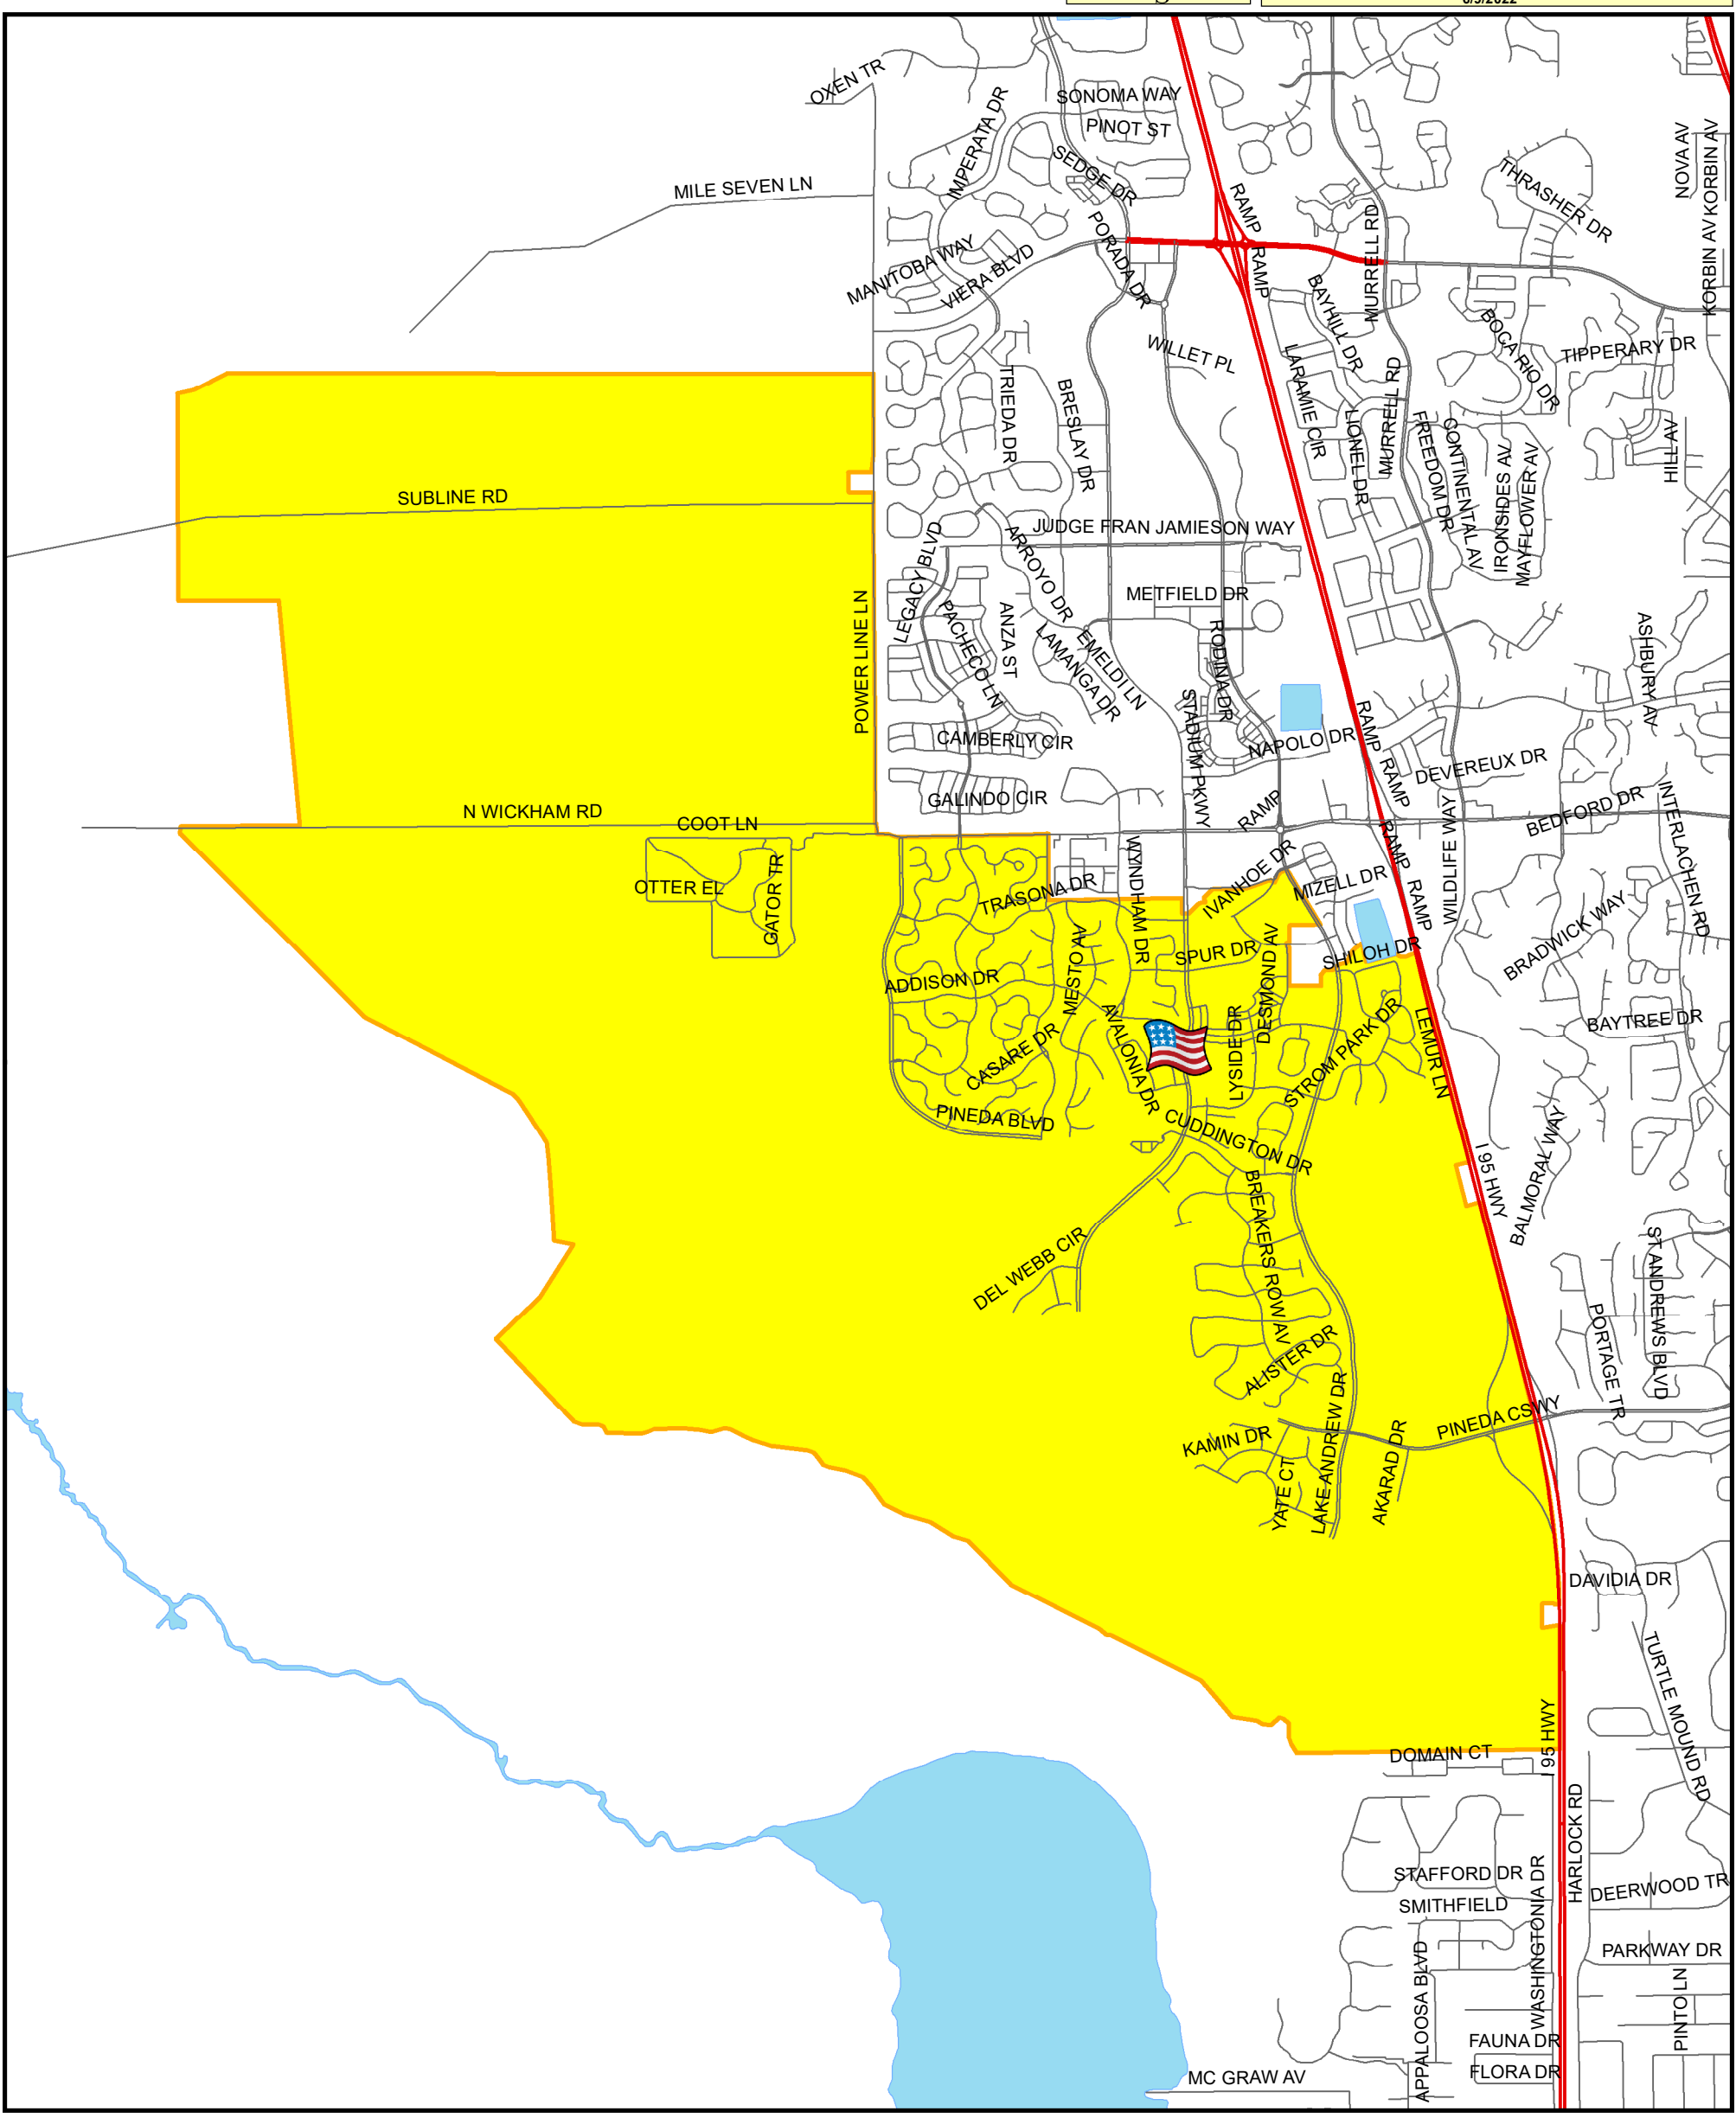 OXEN TR
SONOMA WAY
PINOT ST
IMPERATA DR
SEDGE DR
MILE SEVEN LN
RAMP
THRASHER DR
NOVA AV
KORBIN AV
KORBIN AV
PORADA DR
MURRELL RD
MANITOBA WAY
VIERA BLVD
RAMP
BAYHILL DR
WILLET PL
BOCA RIO DR
TIPPERARY DR
LARAMIE CIR
TRIEDA DR
BRESLAY DR
LIONEL DR
MURRELL RD
FREEDOM DR
CONTINENTAL AV
IRONSIDES AV
MAYFLOWER AV
HILL AV
SUBLINE RD
JUDGE FRAN JAMIESON WAY
LEGACY BLVD
ARROYO DR
METFIELD DR
POWER LINE LN
PACHECO LN
ANZA ST
LAMANGA DR
EMELDI LN
RODINA DR
ASHBURY AV
STADIUM PKWY
NAPOLO DR
RAMP
RAMP
CAMBERLY CIR
DEVEREUX DR
GALINDO CIR
RAMP
WILDLIFE WAY
BEDFORD DR
INTERLACHEN RD
N WICKHAM RD
COOT LN
WYNDHAM DR
IVANHOE DR
RAMP
RAMP
MIZELL DR
OTTER EL
GATOR TR
TRASONA DR
BRADWICK WAY
MESTO AV
SPUR DR
DESMOND AV
SHILOH DR
ADDISON DR
AVALONIA DR
LYSIDE DR
STROM PARK DR
LEMUR LN
BAYTREE DR
CASARE DR
PINEDA BLVD
CUDDINGTON DR
I 95 HWY
BALMORAL WAY
BREAKERS ROW AV
DEL WEBB CIR
ST ANDREWS BLVD
ALISTER DR
PORTAGE TR
LAKE ANDREW DR
PINEDA CSWY
KAMIN DR
YATE CT
AKARAD DR
DAVIDIA DR
TURTLE MOUND RD
I 95 HWY
DOMAIN CT
HARLOCK RD
STAFFORD DR
SMITHFIELD
WASHINGTONIA DR
DEERWOOD TR
PARKWAY DR
APPALOOSA BLVD
PINTO LN
FAUNA DR
FLORA DR
MC GRAW AV